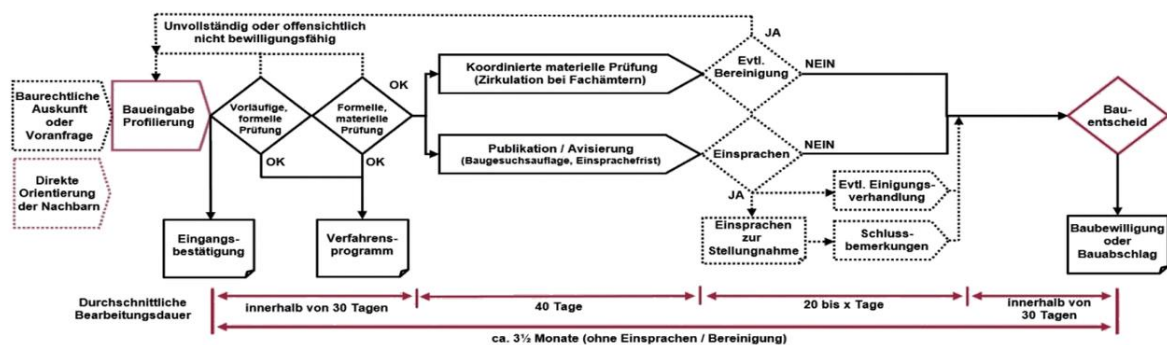 Unvollständig oder offensichtlich
nicht bewilligungsfähig
JA
Baurechtliche
Auskunft
oder
Voranfrage
Baueingabe
Profilierung
Vorläufige,
formelle
Prüfung
Formelle,
materielle
Prüfung
OK
Koordinierte materielle Prüfung
(Zirkulation bei Fachämtern)
Evtl.
Bereinigung
NEIN
Bau-
entscheid
OK
OK
Publikation / Avisierung
(Baugesuchsauflage, Einsprachefrist)
Einsprachen
NEIN
Direkte
Orientierung
der Nachbarn
JA
Evtl. Einigungs-
verhandlung
Eingangs-
bestätigung
Verfahrens-
programm
Einsprachen
zur
Stellungnahme
Schluss-
bemerkungen
Baubewilligung
oder
Bauabschlag
Durchschnittliche
Bearbeitungsdauer
innerhalb von 30 Tagen
40 Tage
20 bis x Tage
innerhalb von
30 Tagen
ca. 3½ Monate (ohne Einsprachen / Bereinigung)